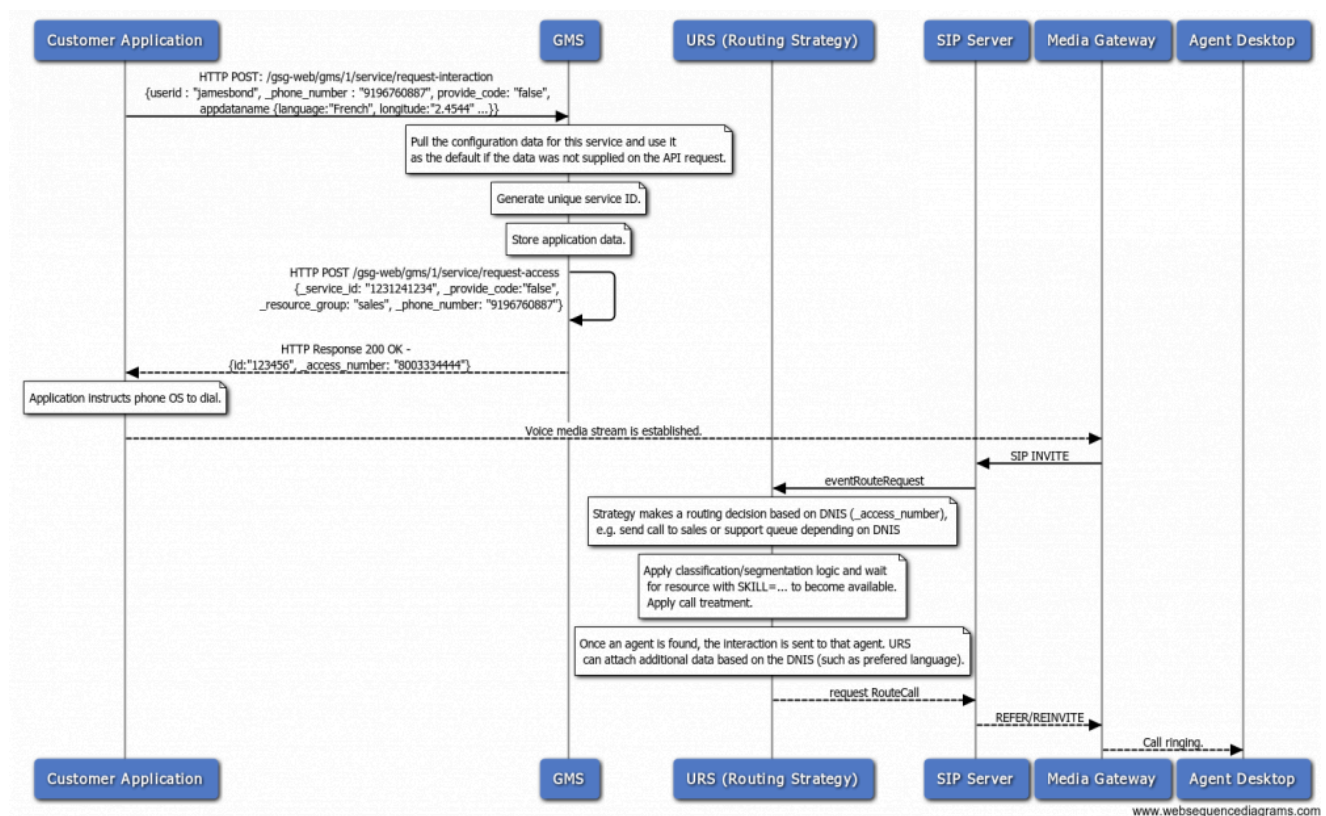 Customer Application
GMS
URS (Routing Strategy)
SIP Server
Media Gateway
Agent Desktop
HTTP POST: /gsg-web/gms/1/service/request-interaction
{userid : "jamesbond", _phone_number : "9196760887", provide_code: "false",
appdataname {language:"French", longitude:"2.4544" ...}}
Pull the configuration data for this service and use it
as the default if the data was not supplied on the API request.
Generate unique service ID.
Store application data.
HTTP POST /gsg-web/gms/1/service/request-access
{_service_id: "1231241234", _provide_code:"false",
_resource_group: "sales", _phone_number: "9196760887"}
HTTP Response 200 OK -
{id:"123456", _access_number: "8003334444"}
Application instructs phone OS to dial.
Voice media stream is established.
SIP INVITE
eventRouteRequest
Strategy makes a routing decision based on DNIS (_access_number),
e.g. send call to sales or support queue depending on DNIS
Apply classification/segmentation logic and wait
for resource with SKILL=... to become available.
Apply call treatment.
Once an agent is found, the interaction is sent to that agent. URS
can attach additional data based on the DNIS (such as prefered language).
request RouteCall
REFER/REINVITE
Call ringing.
Customer Application
GMS
URS (Routing Strategy)
SIP Server
Media Gateway
Agent Desktop
www.websequencediagrams.com